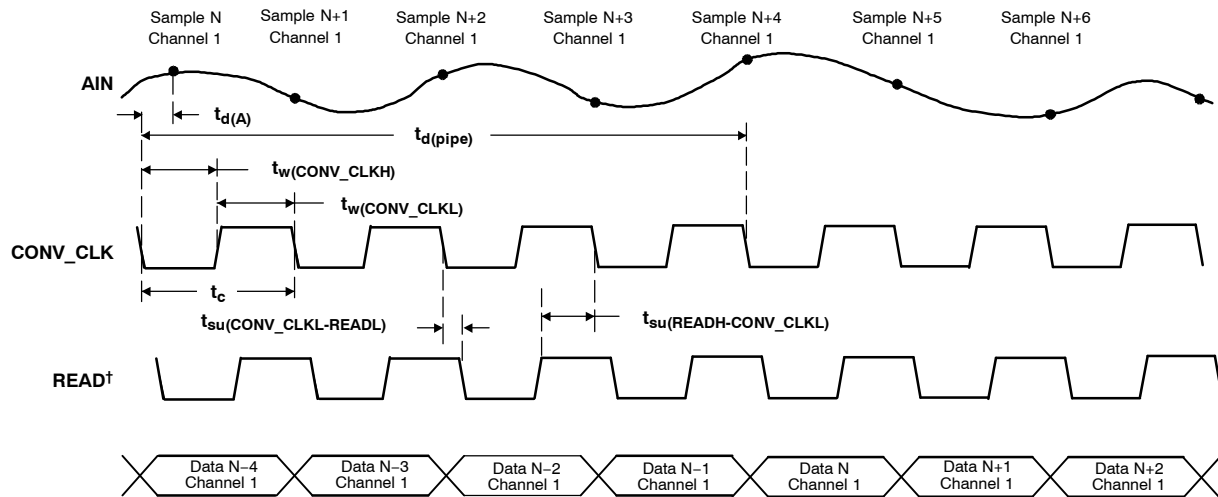 Sample N
Channel 1
Sample N+1
Channel 1
Sample N+2
Channel 1
Sample N+3
Channel 1
Sample N+4
Channel 1
Sample N+5
Channel 1
Sample N+6
Channel 1
AIN
td(A)
td(pipe)
tw(CONV_CLKH)
tw(CONV_CLKL)
CONV_CLK
tc
tsu(CONV_CLKL-READL)
tsu(READH-CONV_CLKL)
READ†
Data N−4
Channel 1
Data N−3
Channel 1
Data N−2
Channel 1
Data N−1
Channel 1
Data N
Channel 1
Data N+1
Channel 1
Data N+2
Channel 1